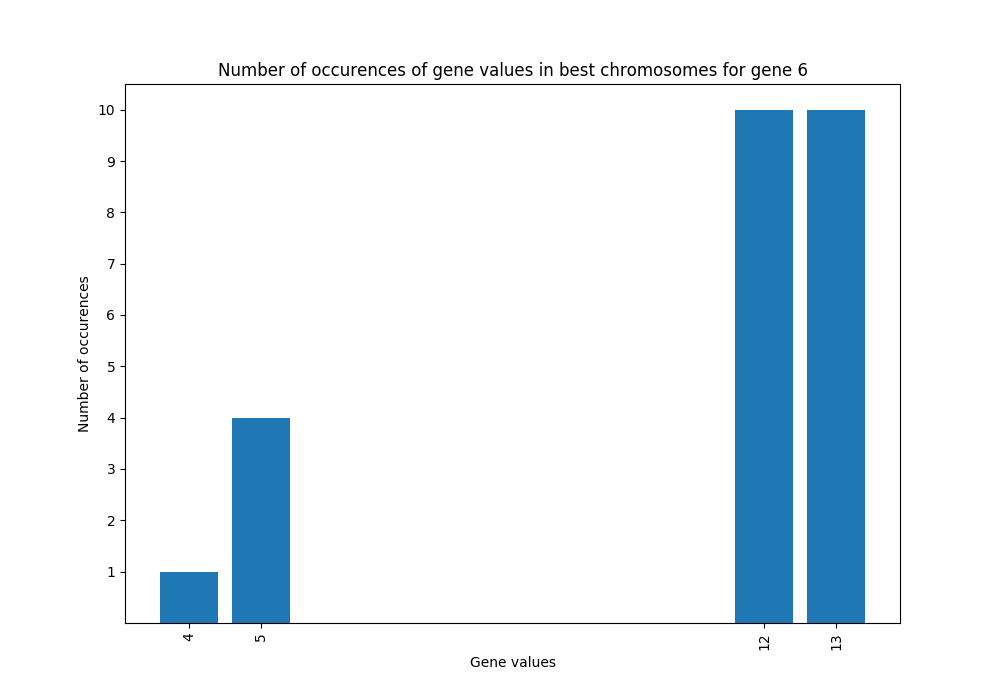 Number of occurences of gene values in best chromosomes for gene 6
10
9
8
7
6
5
4
3
2
1
Number of occurences
4 5 12 13
Gene values